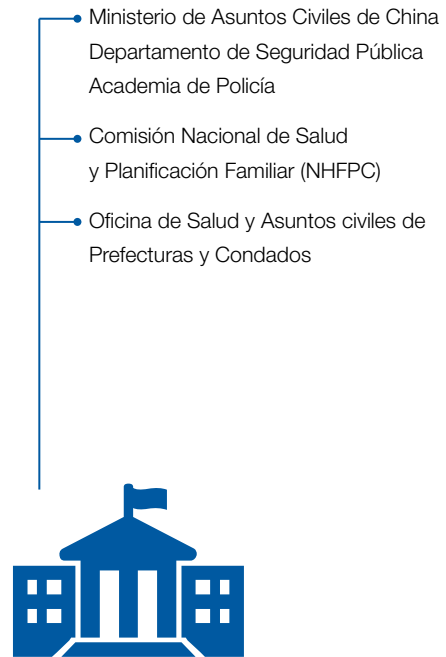 Ministerio de Asuntos Civiles de China
Departamento de Seguridad Pública
Academia de Policía
Comisión Nacional de Salud
y Planificación Familiar (NHFPC)
Oficina de Salud y Asuntos civiles de
Prefecturas y Condados